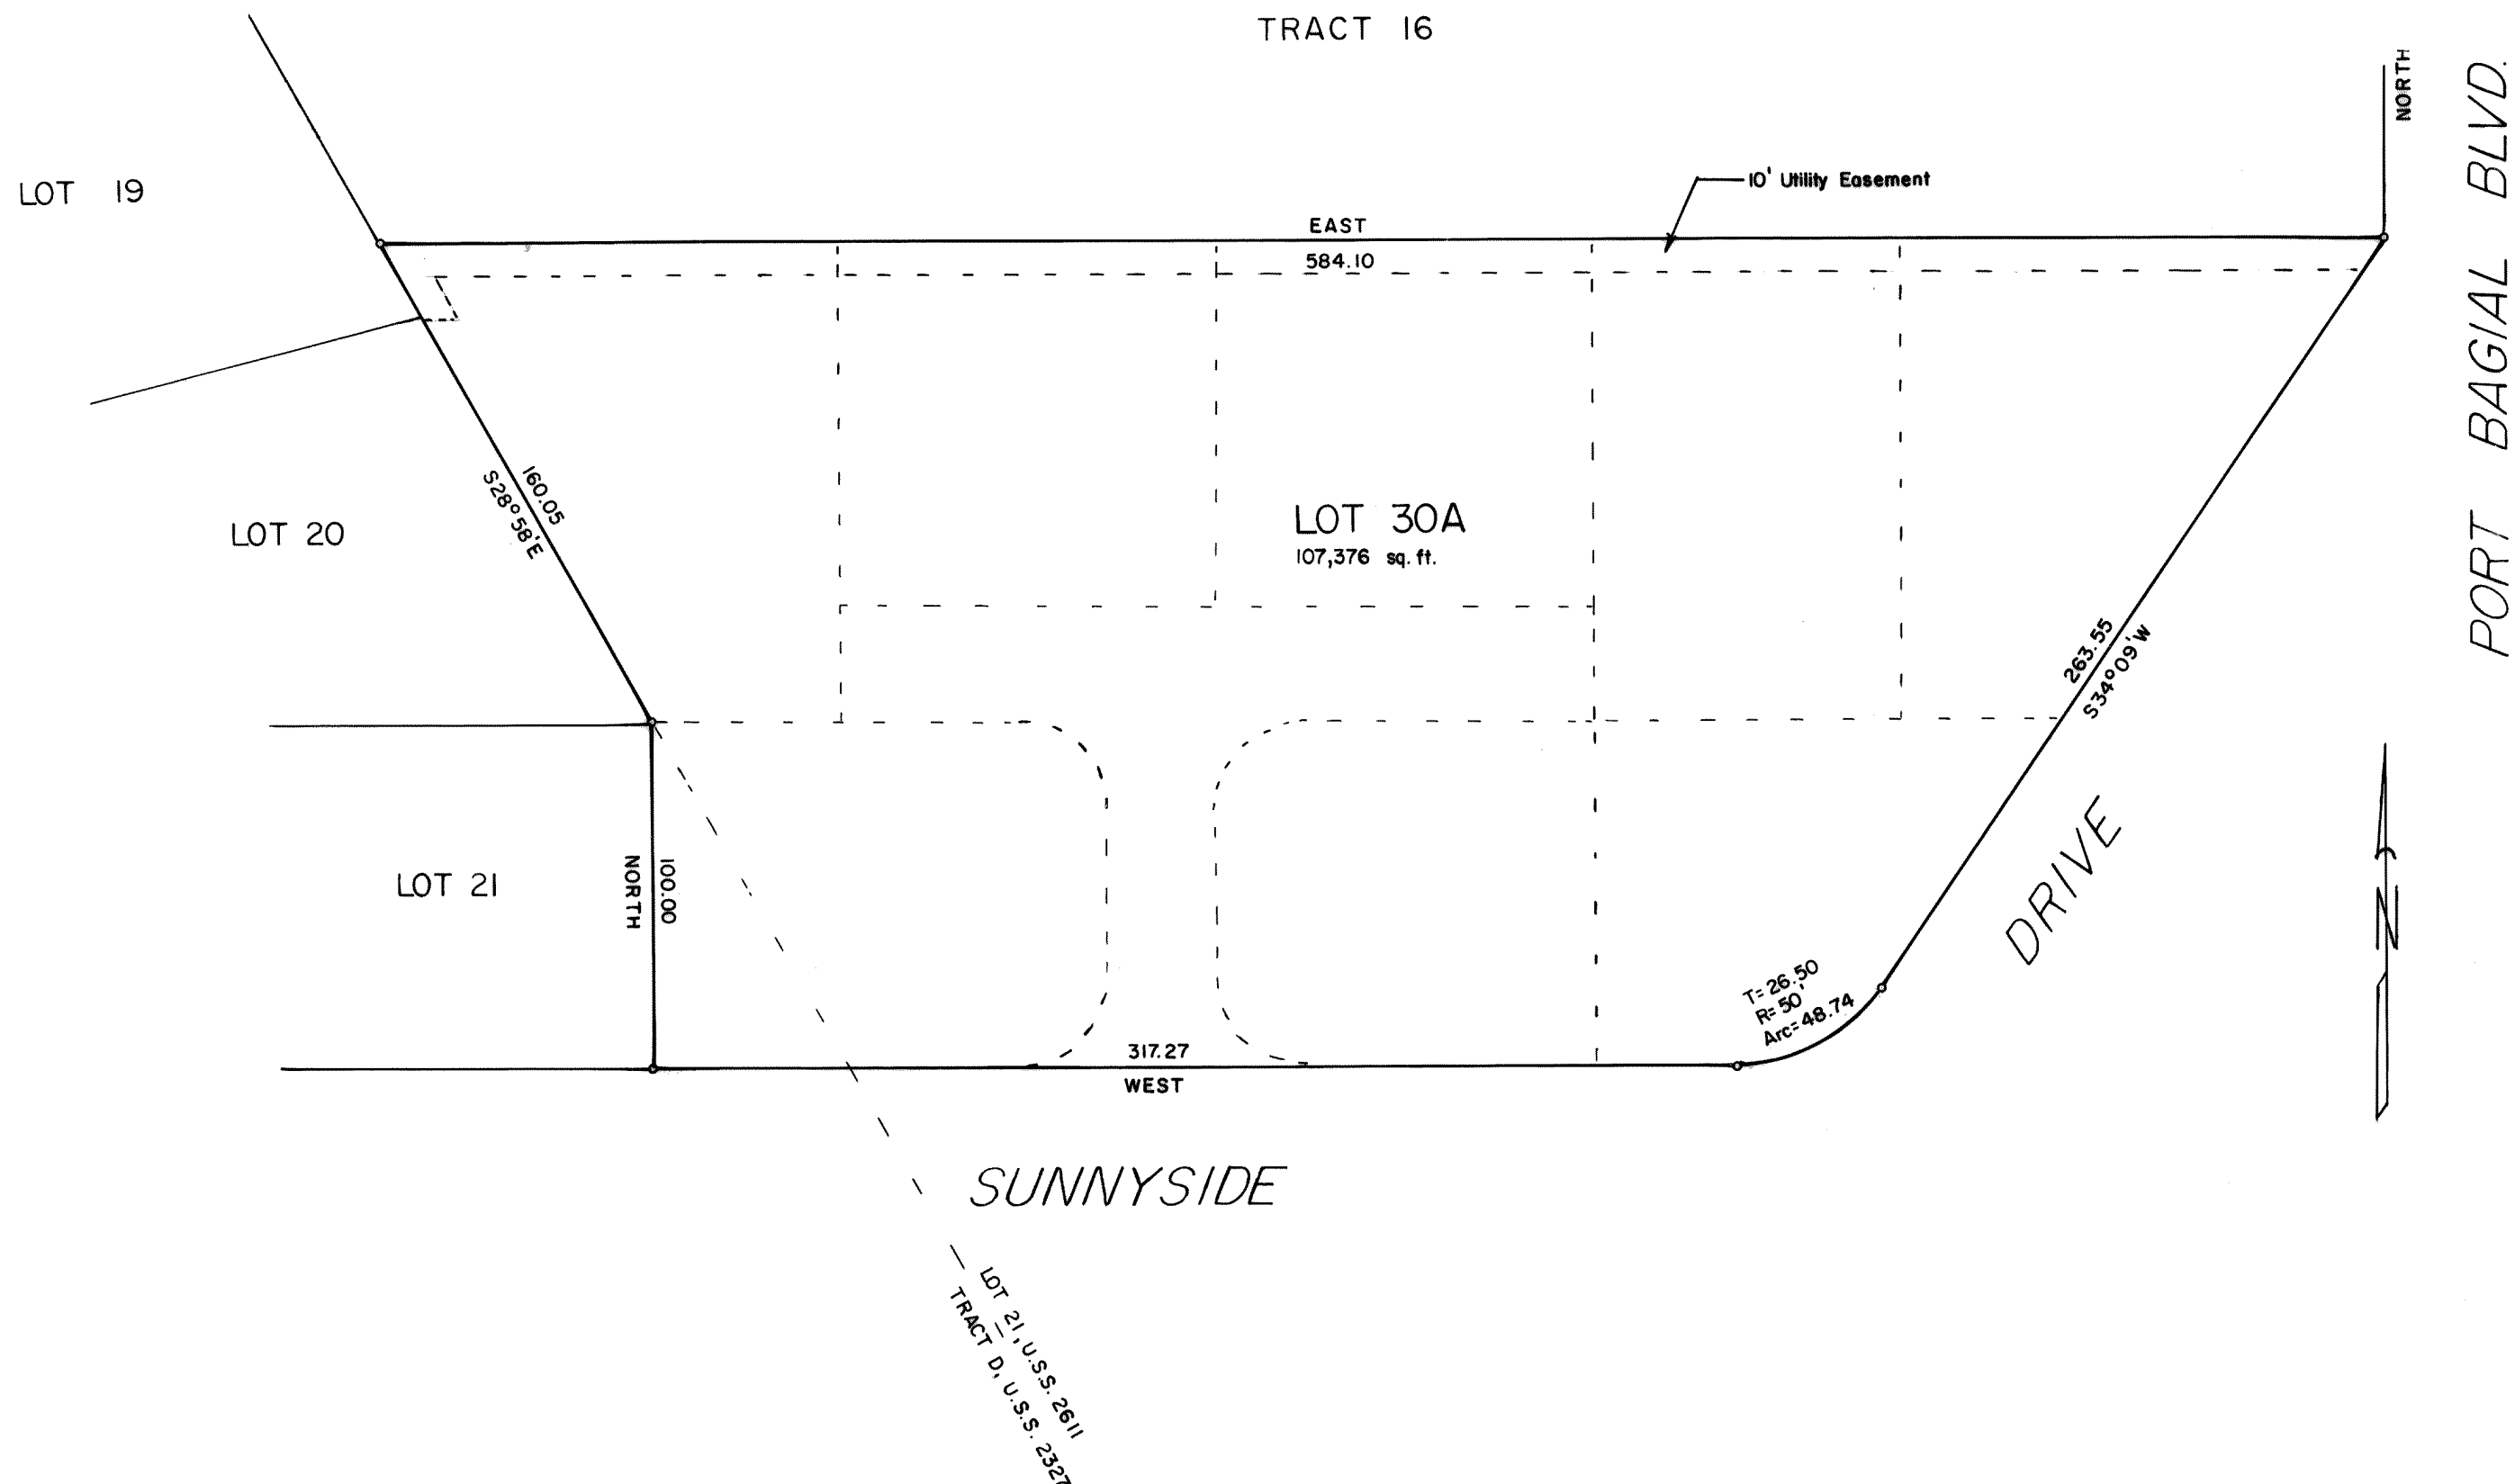 TRACT 16
NORTH
PORT BAGIAL BLVD.
LOT 19
10' Utility Easement
EAST
584.10
160.05
S28°58'E
LOT 20
LOT 30A
107,376 sq. ft.
263.55
S34°09'W
100.00
NORTH
LOT 21
DRIVE
N
T=26.50
R=50'
Arc=48.74
317.27
WEST
SUNNYSIDE
LOT 21, U.S.S. 2611
TRACT D, U.S.S. 2327